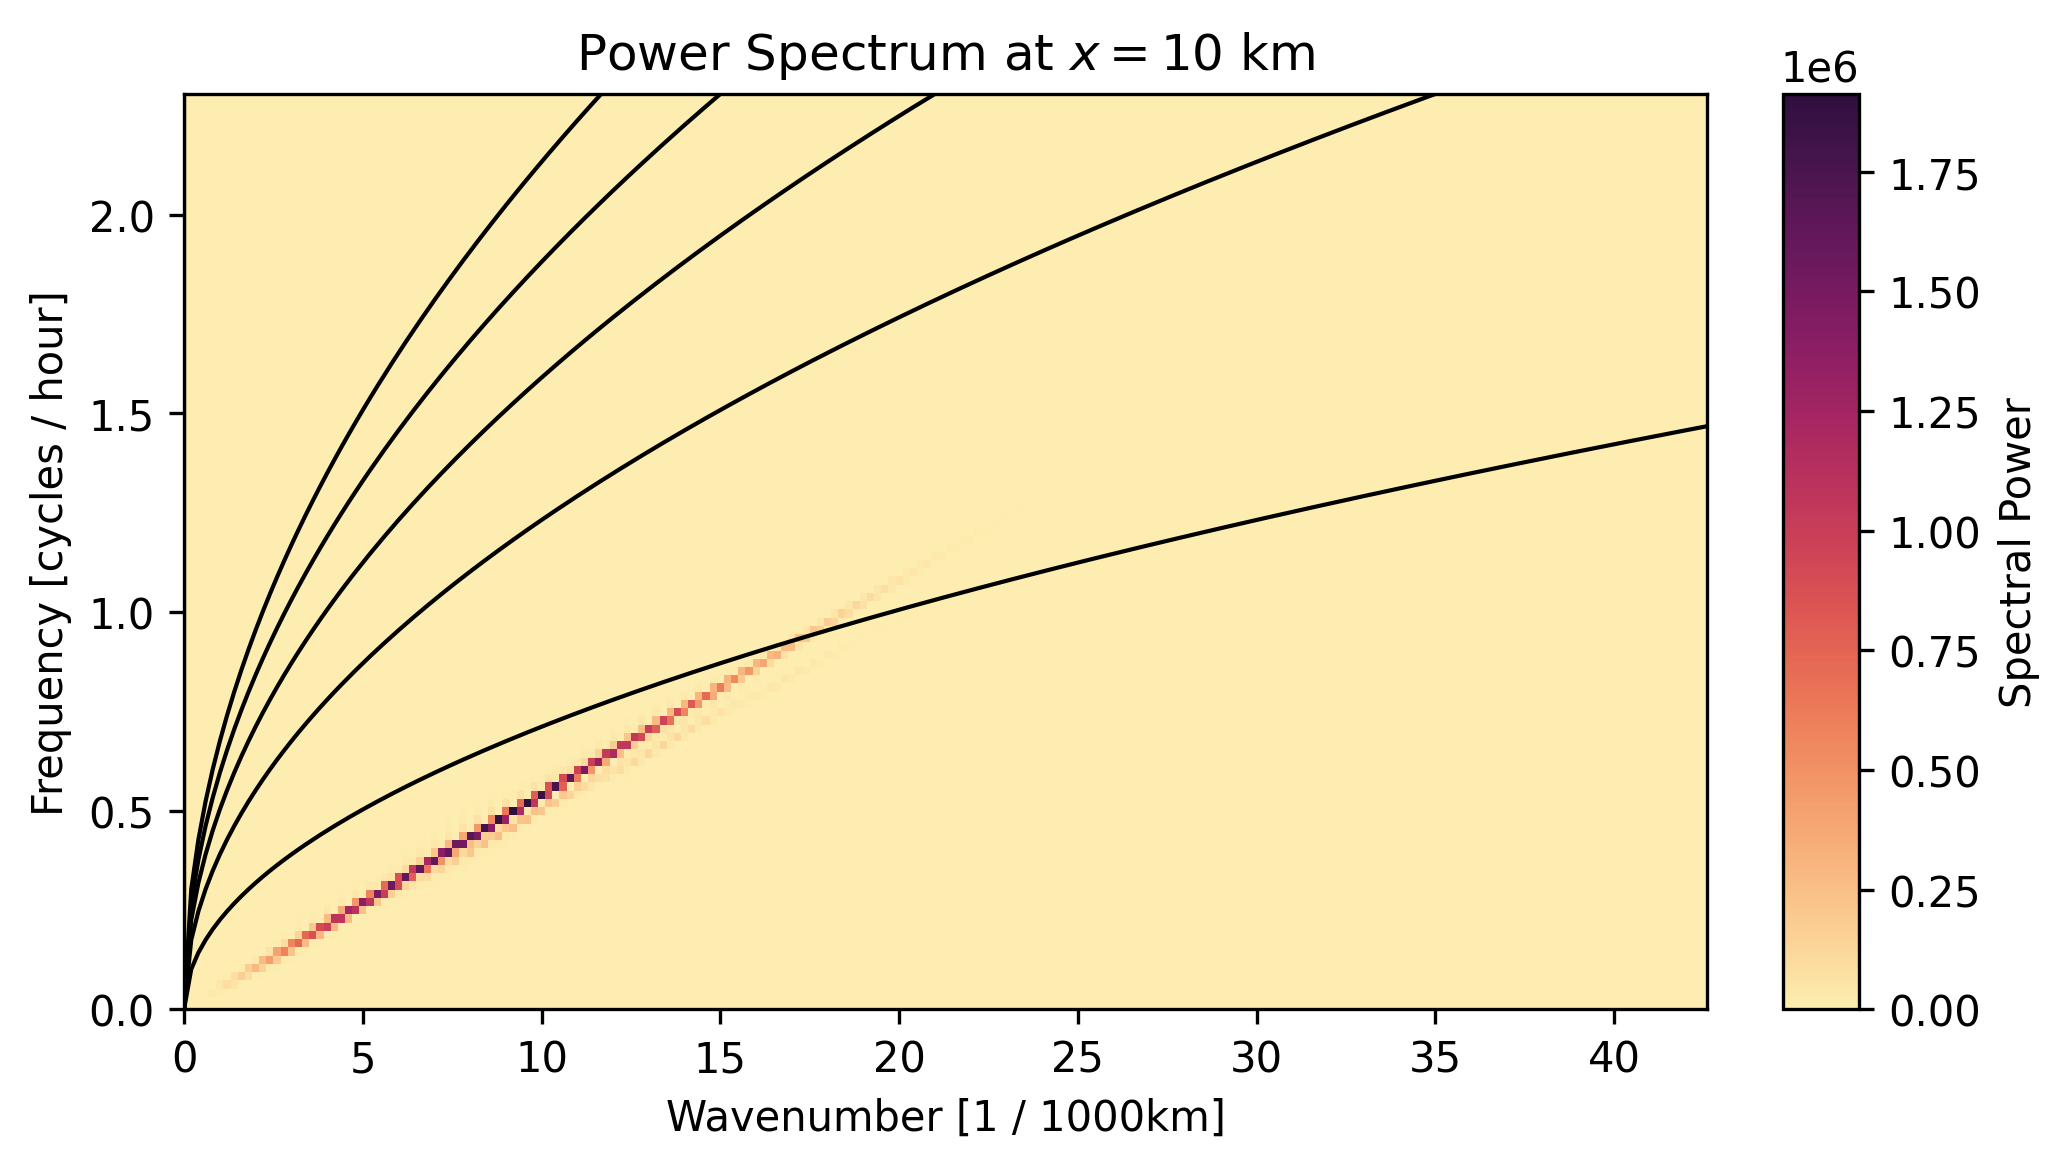 Power Spectrum at x = 10 km
1e6
Frequency [cycles / hour]
2.0
1.5
1.0
0.5
0.0
0 5 10 15 20 25 30 35 40
Wavenumber [1 / 1000km]
1.75
1.50
1.25
1.00
0.75
0.50
0.25
0.00
Spectral Power